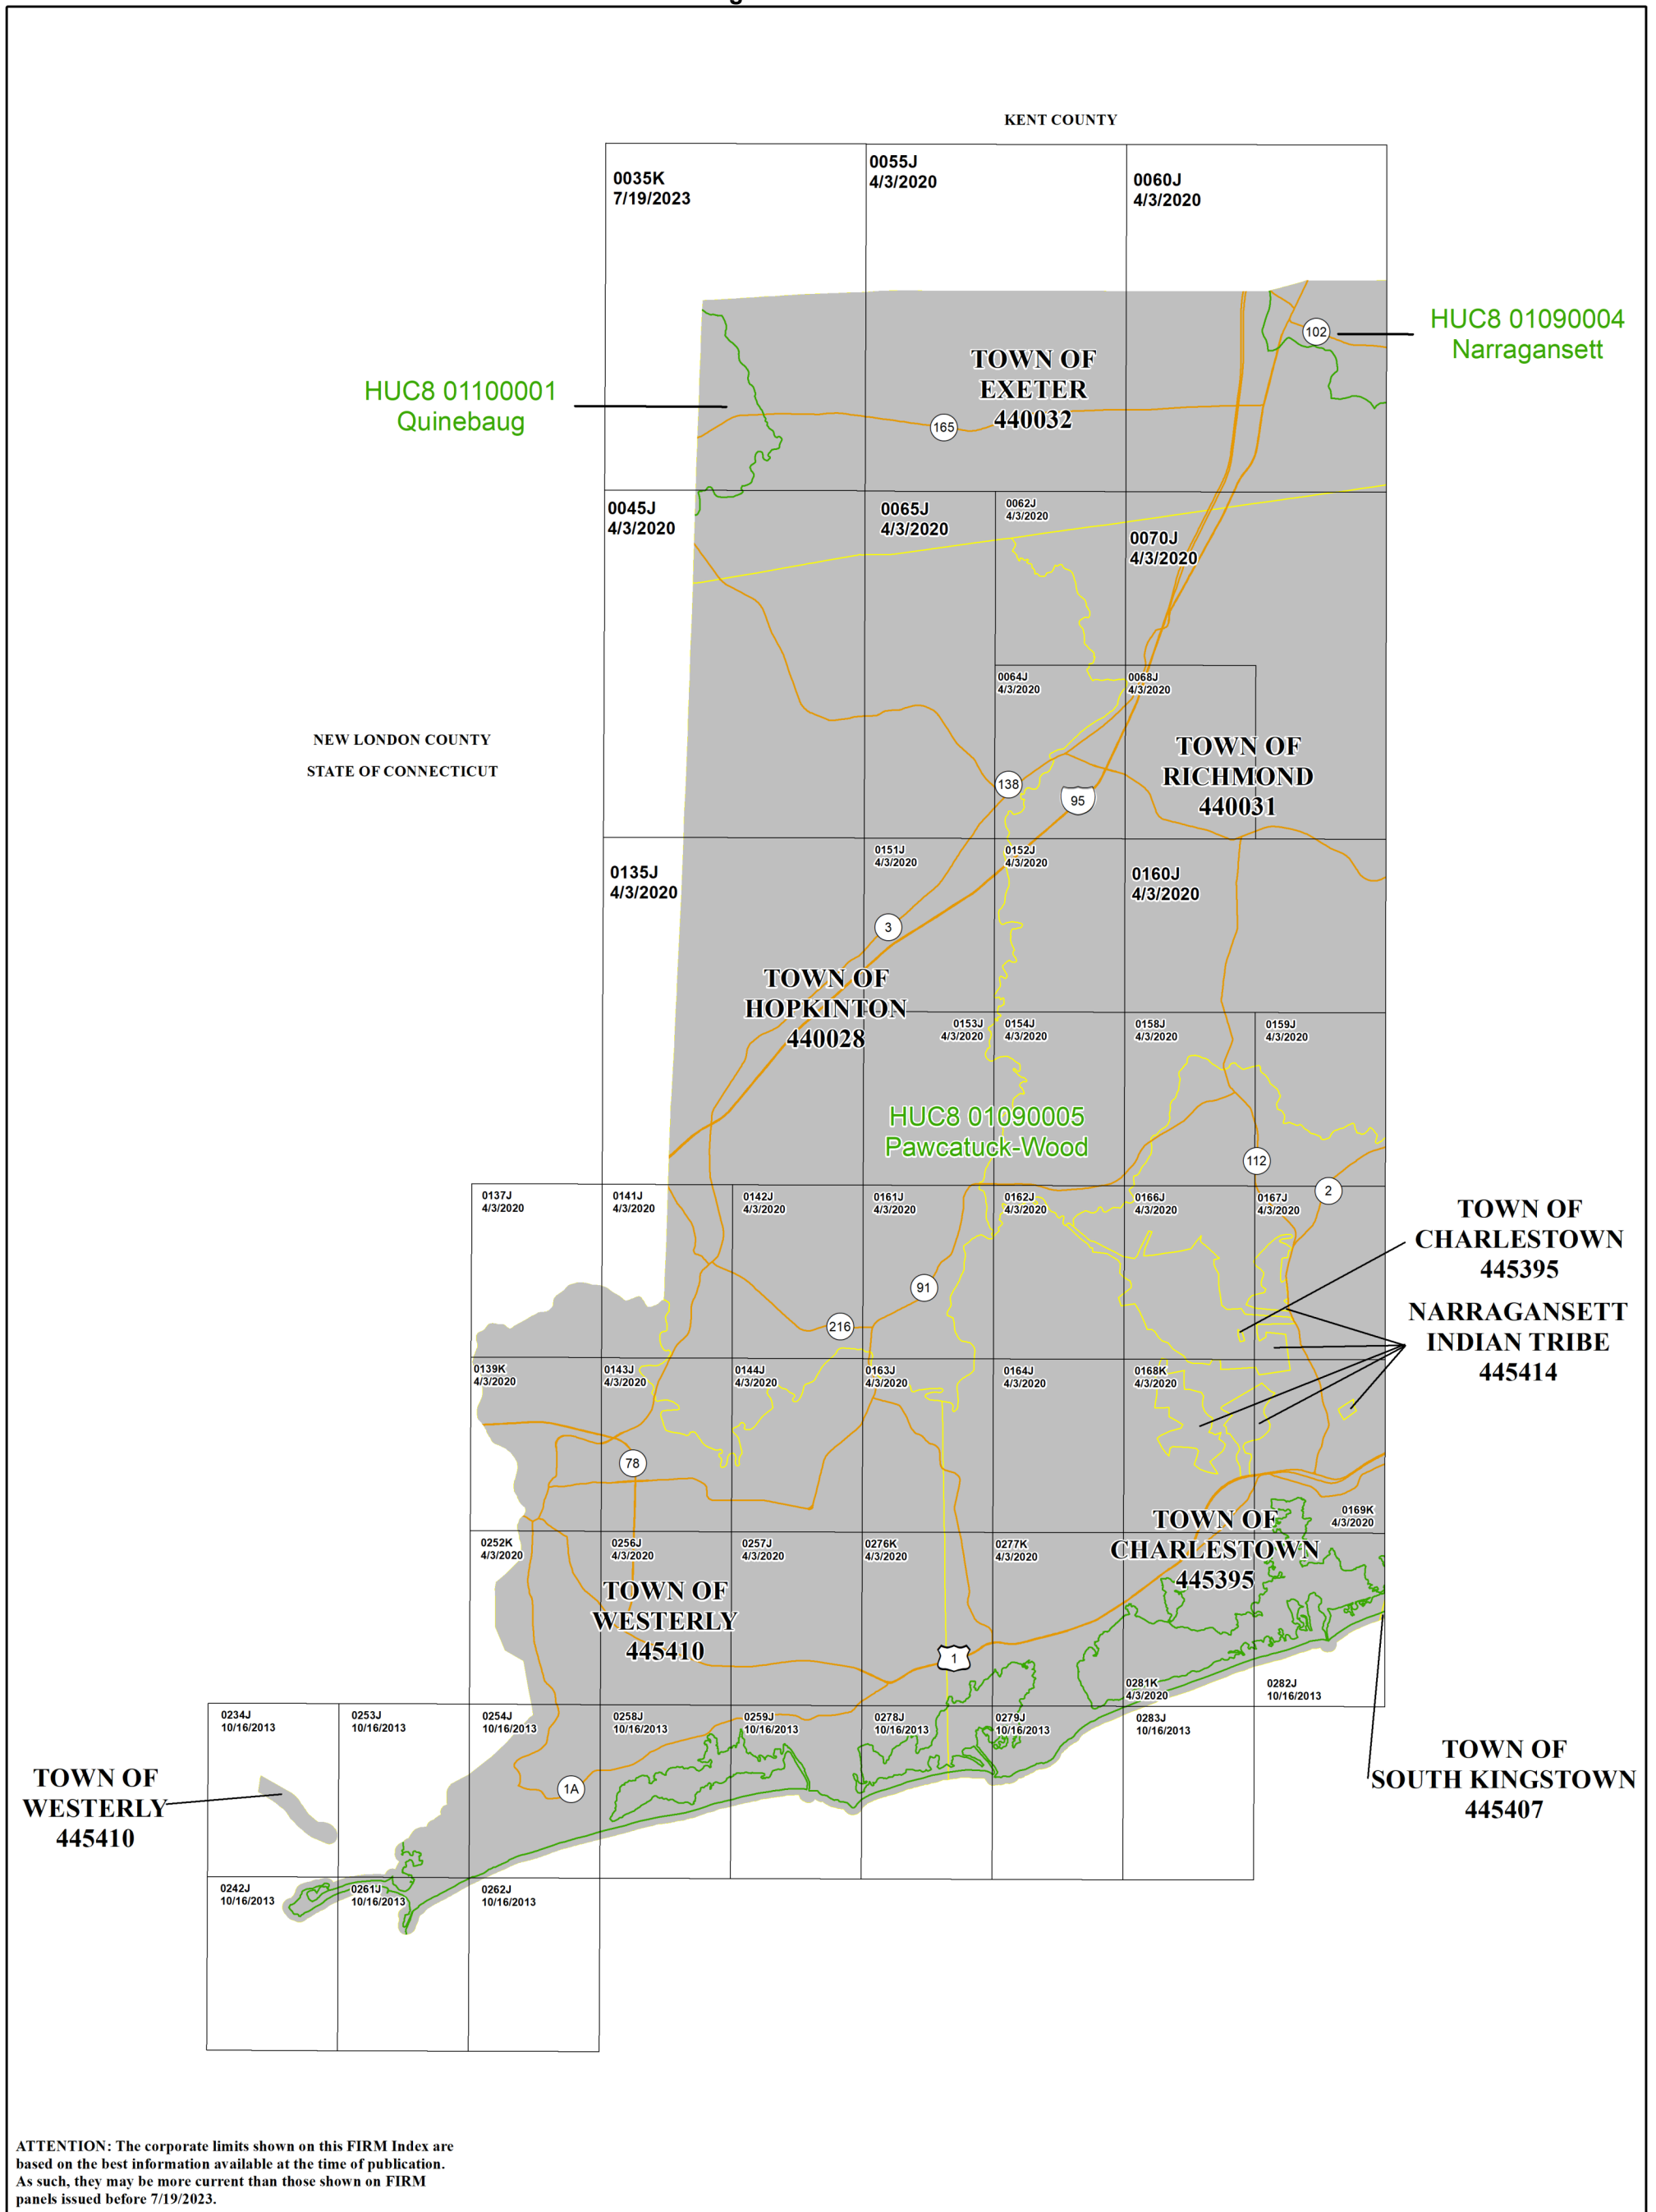 KENT COUNTY
0035K
7/19/2023
0055J
4/3/2020
0060J
4/3/2020
HUC8 01090004
Narragansett
102
TOWN OF
EXETER
440032
HUC8 01100001
Quinebaug
165
0045J
4/3/2020
0065J
4/3/2020
0062J
4/3/2020
0070J
4/3/2020
0064J
4/3/2020
0068J
4/3/2020
NEW LONDON COUNTY
STATE OF CONNECTICUT
TOWN OF
RICHMOND
440031
138
95
0135J
4/3/2020
0151J
4/3/2020
0152J
4/3/2020
0160J
4/3/2020
3
TOWN OF
HOPKINTON
440028
0153J
4/3/2020
0154J
4/3/2020
0158J
4/3/2020
0159J
4/3/2020
HUC8 01090005
Pawcatuck-Wood
112
2
0137J
4/3/2020
0141J
4/3/2020
0142J
4/3/2020
0161J
4/3/2020
0162J
4/3/2020
0166J
4/3/2020
0167J
4/3/2020
TOWN OF
CHARLESTOWN
445395
91
216
NARRAGANSETT
INDIAN TRIBE
445414
0139K
4/3/2020
0143J
4/3/2020
0144J
4/3/2020
0163J
4/3/2020
0164J
4/3/2020
0168K
4/3/2020
78
0169K
4/3/2020
TOWN OF
CHARLESTOWN
445395
0252K
4/3/2020
0256J
4/3/2020
0257J
4/3/2020
0276K
4/3/2020
0277K
4/3/2020
TOWN OF
WESTERLY
445410
1
0281K
4/3/2020
0282J
10/16/2013
0234J
10/16/2013
0253J
10/16/2013
0254J
10/16/2013
0258J
10/16/2013
0259J
10/16/2013
0278J
10/16/2013
0279J
10/16/2013
0283J
10/16/2013
TOWN OF
WESTERLY
445410
1A
TOWN OF
SOUTH KINGSTOWN
445407
0242J
10/16/2013
0261J
10/16/2013
0262J
10/16/2013
ATTENTION: The corporate limits shown on this FIRM Index are
based on the best information available at the time of publication.
As such, they may be more current than those shown on FIRM
panels issued before 7/19/2023.